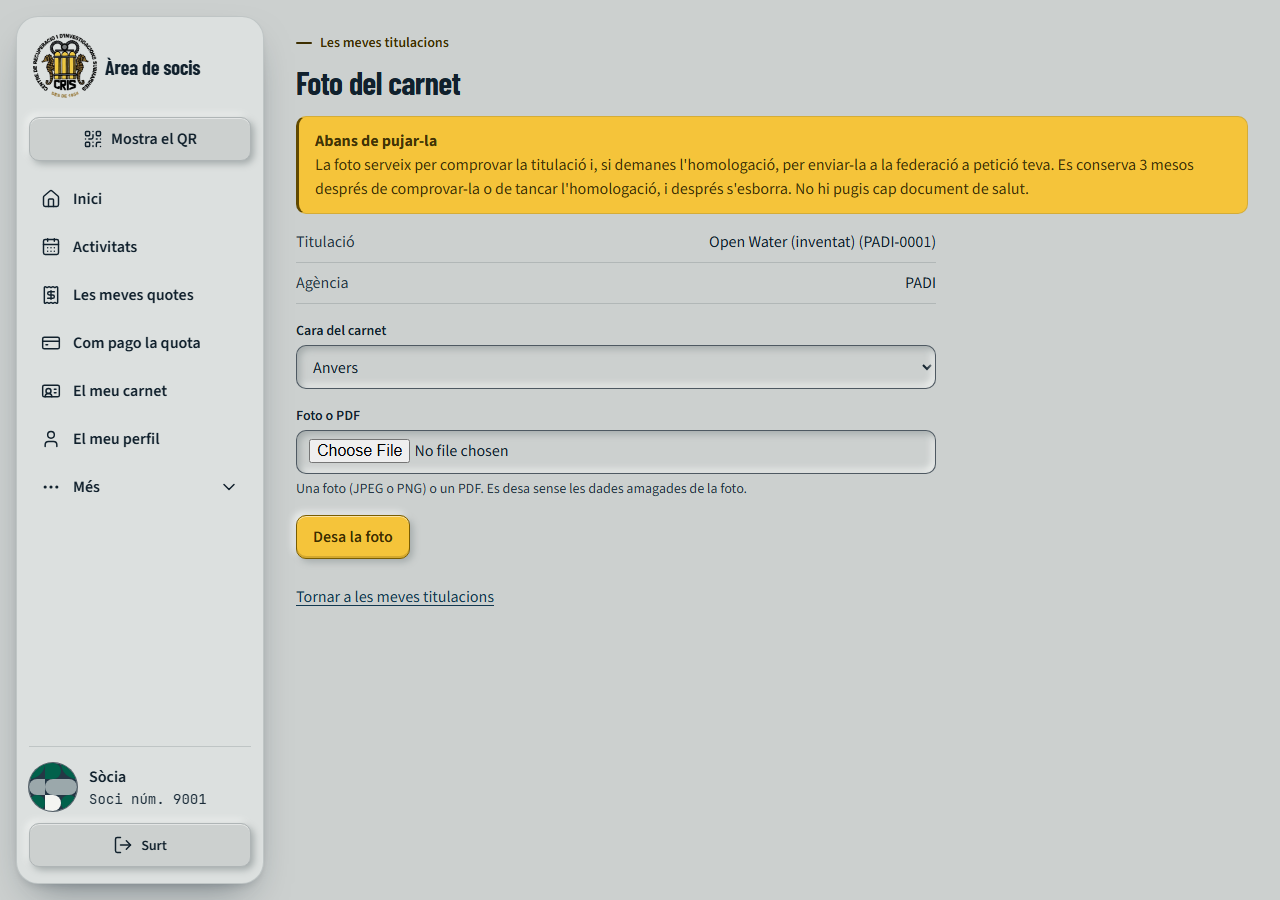 CENTRE DE RECUPERACIÓ I D'INVESTIGACIONS SUBMARINES
CRIS
Àrea de socis
Mostra el QR
Inici
Activitats
Les meves quotes
Com pago la quota
El meu carnet
El meu perfil
Més
Sòcia
Soci núm. 9001
Surt
Les meves titulacions
Foto del carnet
Abans de pujar-la
La foto serveix per comprovar la titulació i, si demanes l'homologació, per enviar-la a la federació a petició teva. Es conserva 3 mesos
després de comprovar-la o de tancar l'homologació, i després s'esborra. No hi pugis cap document de salut.
Titulació
Open Water (inventat) (PADI-0001)
Agència
PADI
Cara del carnet
Anvers
Foto o PDF
Choose File No file chosen
Una foto (JPEG o PNG) o un PDF. Es desa sense les dades amagades de la foto.
Desa la foto
Tornar a les meves titulacions